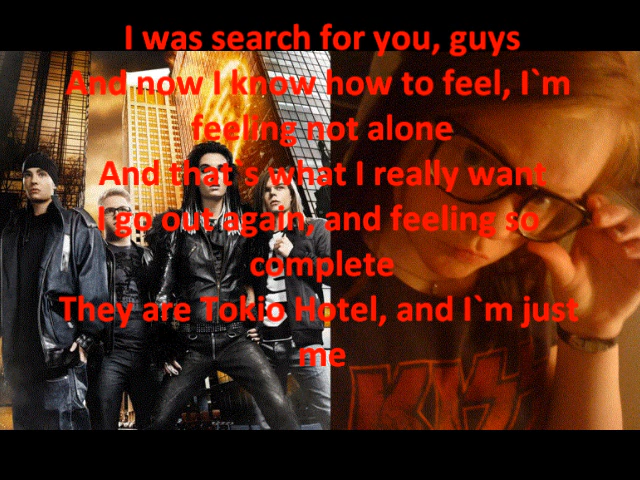 I was search for you, guys
And now I know how to feel, I`m
feeling not alone
And that`s what I really want
I go out again, and feeling so
complete
They are Tokio Hotel, and I`m just
me
KISS